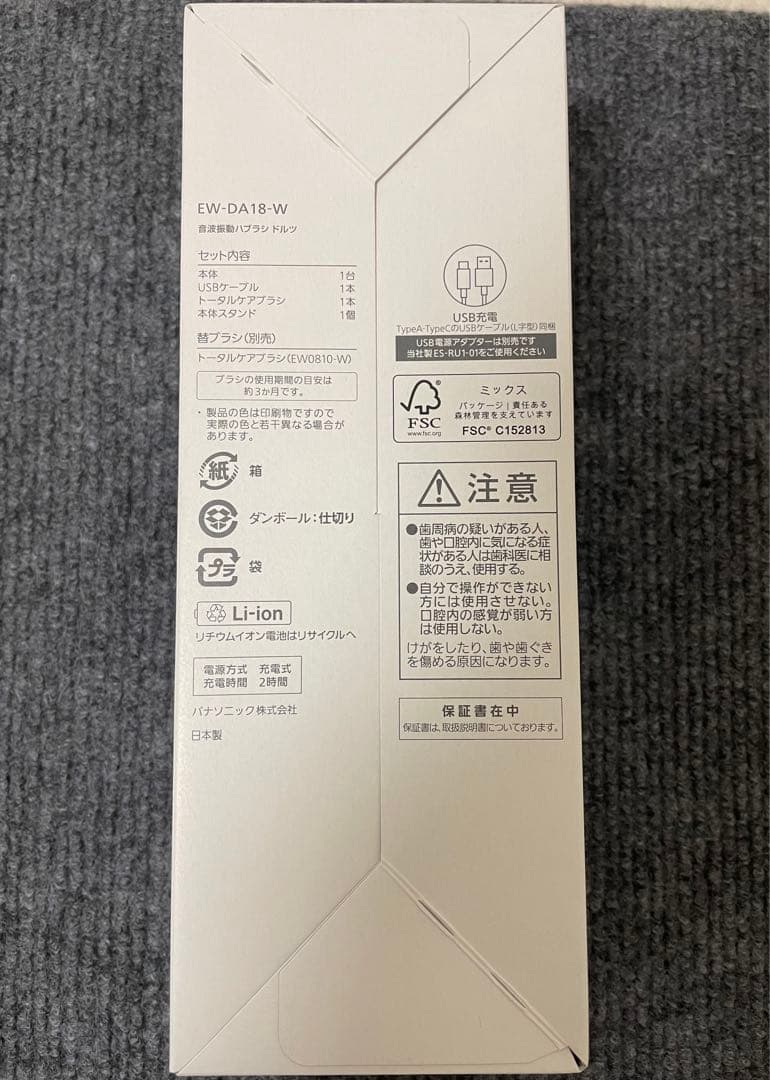 EW-DA18-W
音波振動ハブラシ ドルツ
セット内容
本体 1台
USBケーブル 1本
トータルケアブラシ 1本
本体スタンド 1個
替ブラシ(別売)
トータルケアブラシ(EW0810-W)
ブラシの使用期間の目安は
約3か月です。
・製品の色は印刷物ですので
実際の色と若干異なる場合が
あります。
紙 箱
ダンボール:仕切り
プラ 袋
Li-ion
リチウムイオン電池はリサイクルへ
電源方式 充電式
充電時間 2時間
パナソニック株式会社
日本製
USB充電
TypeA-TypeCのUSBケーブル(L字型)同梱
USB電源アダプターは別売です
当社製ES-RU1-01をご使用ください
FSC
www.fsc.org
ミックス
パッケージ|責任ある
森林管理を支えています
FSC® C152813
注意
●歯周病の疑いがある人、
歯や口腔内に気になる症
状がある人は歯科医に相
談のうえ、使用する。
●自分で操作ができない
方には使用させない。
口腔内の感覚が弱い方
は使用しない。
けがをしたり、歯や歯ぐき
を傷める原因になります。
保証書在中
保証書は、取扱説明書についております。